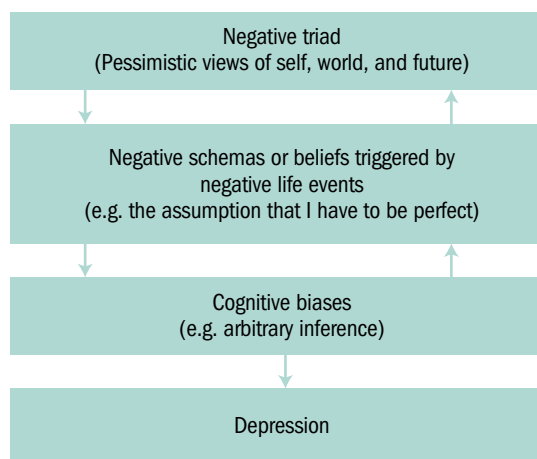 Negative triad
(Pessimistic views of self, world, and future)
Negative schemas or beliefs triggered by
negative life events
(e.g. the assumption that I have to be perfect)
Cognitive biases
(e.g. arbitrary inference)
Depression